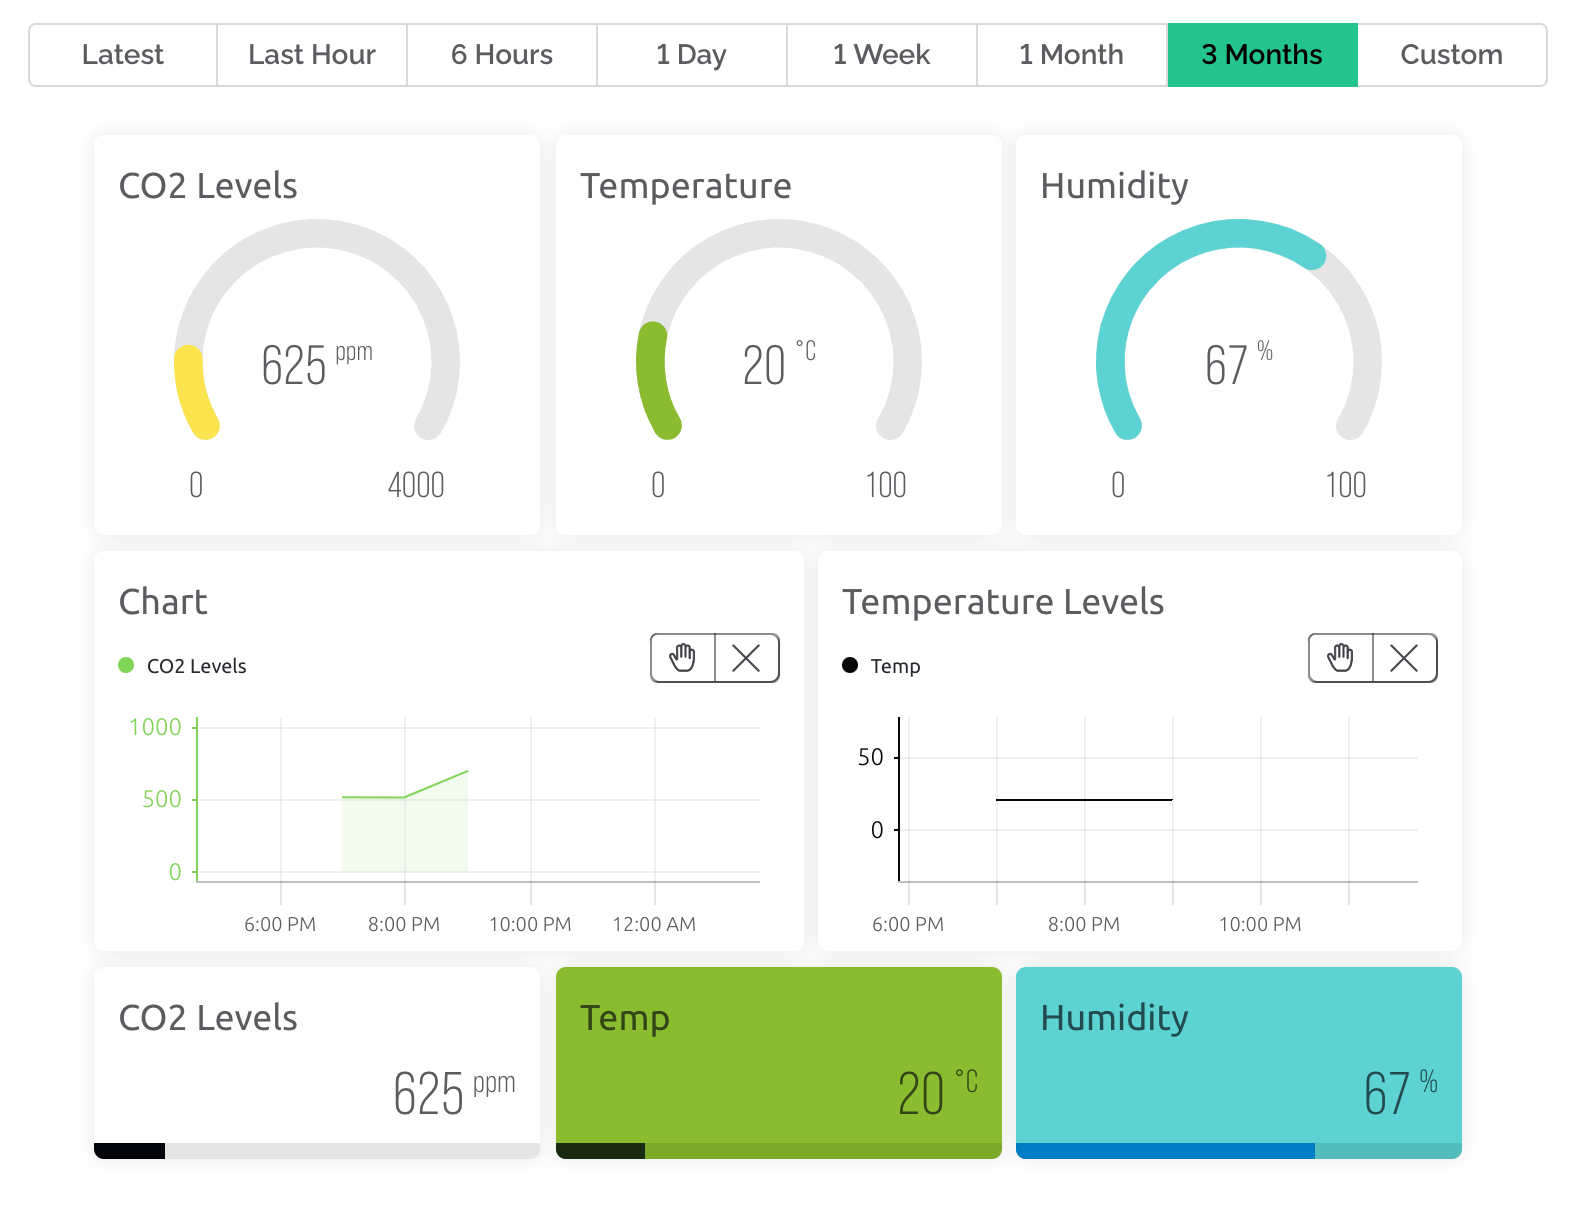 Latest Last Hour 6 Hours 1 Day 1 Week 1 Month 3 Months Custom
CO2 Levels
625 ppm
0 4000
Temperature
20 °C
0 100
Humidity
67 %
0 100
Chart
CO2 Levels
1000
500
0
6:00 PM 8:00 PM 10:00 PM 12:00 AM
Temperature Levels
Temp
50
0
6:00 PM 8:00 PM 10:00 PM
CO2 Levels
625 ppm
Temp
20 °C
Humidity
67 %